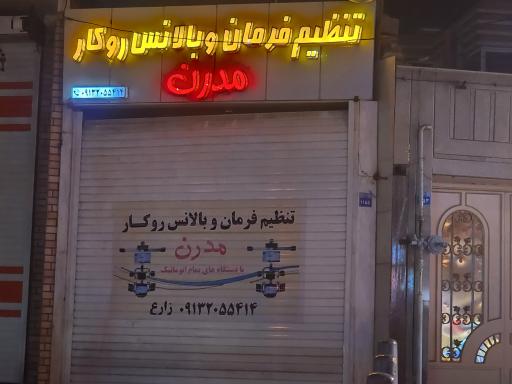 تنظیم فرمان و بالانس روکار
مدرن
۰۹۱۳۲۰۵۵۴۱۴
تنظیم فرمان و بالانس روکار
مدرن
با دستگاه های تمام اتوماتیک
۰۹۱۳۲۰۵۵۴۱۴ زارع